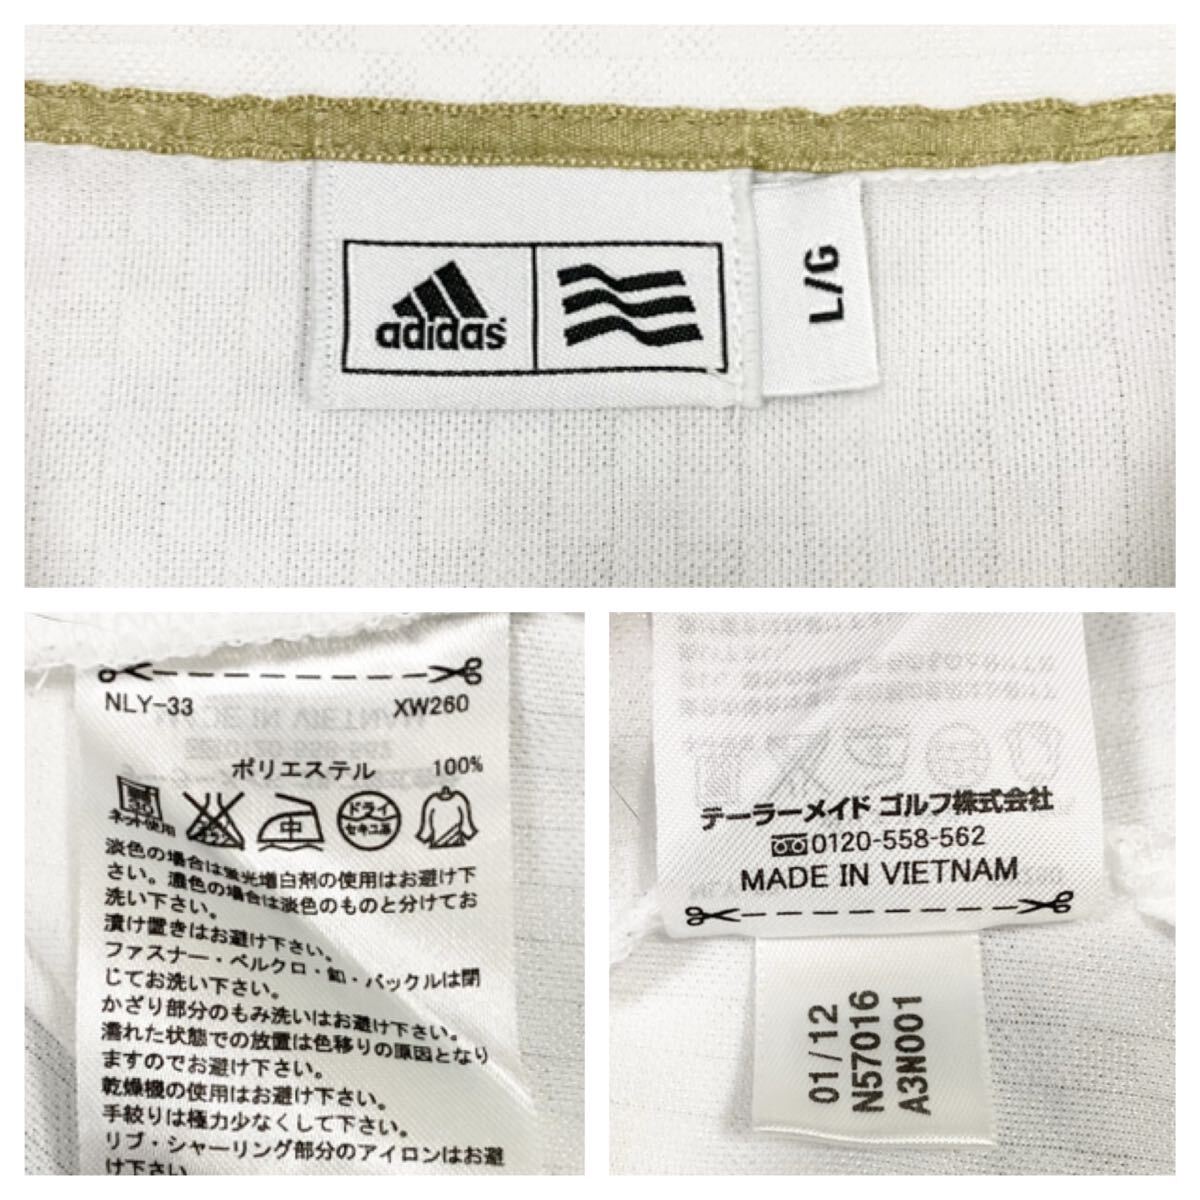 adidas
L/G
NLY-33 XW260
ポリエステル 100%
ネット使用
中
ドライ
セキユ系
淡色の場合は蛍光増白剤の使用はお避け下
さい。濃色の場合は淡色のものと分けてお
洗い下さい。
漬け置きはお避け下さい。
ファスナー・ベルクロ・釦・バックルは閉
じてお洗い下さい。
かざり部分のもみ洗いはお避け下さい。
濡れた状態での放置は色移りの原因となり
ますのでお避け下さい。
乾燥機の使用はお避け下さい。
手絞りは極力少なくして下さい。
リブ・シャーリング部分のアイロンはお避
け下さい
テーラーメイド ゴルフ株式会社
0120-558-562
MADE IN VIETNAM
01/12
N57016
A3N001